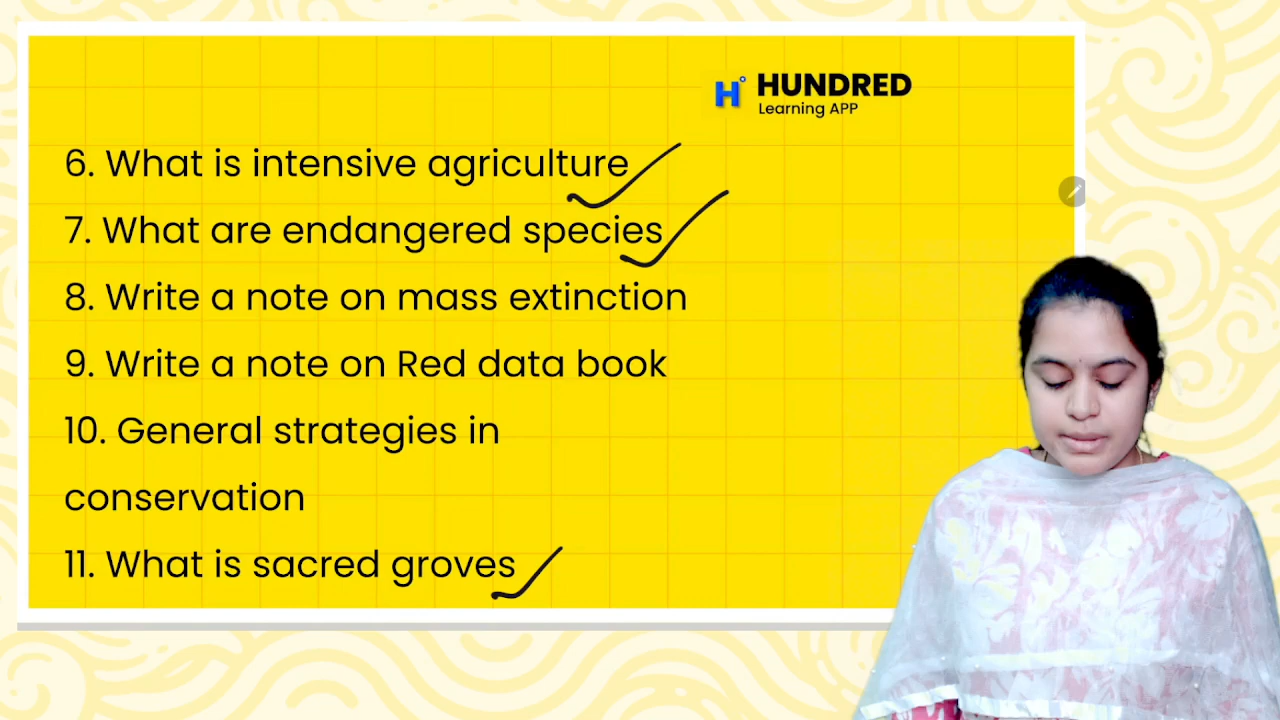 HUNDRED
Learning APP
6. What is intensive agriculture
7. What are endangered species
8. Write a note on mass extinction
9. Write a note on Red data book
10. General strategies in
conservation
11. What is sacred groves